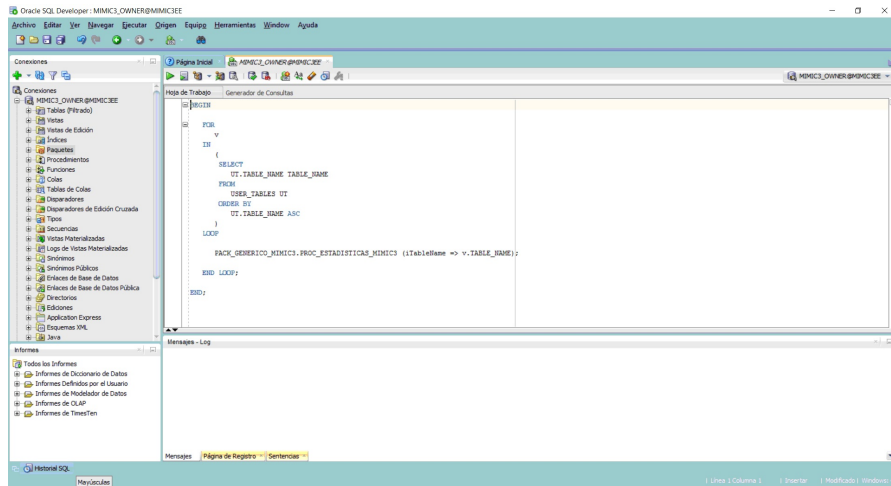 Oracle SQL Developer : MIMIC3_OWNER@MIMIC3EE
Archivo Editar Ver Navegar Ejecutar Origen Equipo Herramientas Window Ayuda
Conexiones
Página Inicial
MIMIC3_OWNER@MIMIC3EE
MIMIC3_OWNER@MIMIC3EE
Conexiones
MIMIC3_OWNER@MIMIC3EE
Tablas (Filtrado)
Vistas
Vistas de Edición
Índices
Paquetes
Procedimientos
Funciones
Colas
Tablas de Colas
Disparadores
Disparadores de Edición Cruzada
Tipos
Secuencias
Vistas Materializadas
Logs de Vistas Materializadas
Sinónimos
Sinónimos Públicos
Enlaces de Base de Datos
Enlaces de Base de Datos Pública
Directorios
Ediciones
Application Express
Esquemas XML
Java
Hoja de Trabajo Generador de Consultas
BEGIN
FOR
v
IN
(
SELECT
UT.TABLE_NAME TABLE_NAME
FROM
USER_TABLES UT
ORDER BY
UT.TABLE_NAME ASC
)
LOOP
PACK_GENERICO_MIMIC3.PROC_ESTADISTICAS_MIMIC3 (iTableName => v.TABLE_NAME);
END LOOP;
END;
Informes
Todos los Informes
Informes de Diccionario de Datos
Informes Definidos por el Usuario
Informes de Modelador de Datos
Informes de OLAP
Informes de TimesTen
Mensajes - Log
Mensajes Página de Registro Sentencias
Historial SQL
Mayúsculas
Línea 1 Columna 1 Insertar Modificado Windows: